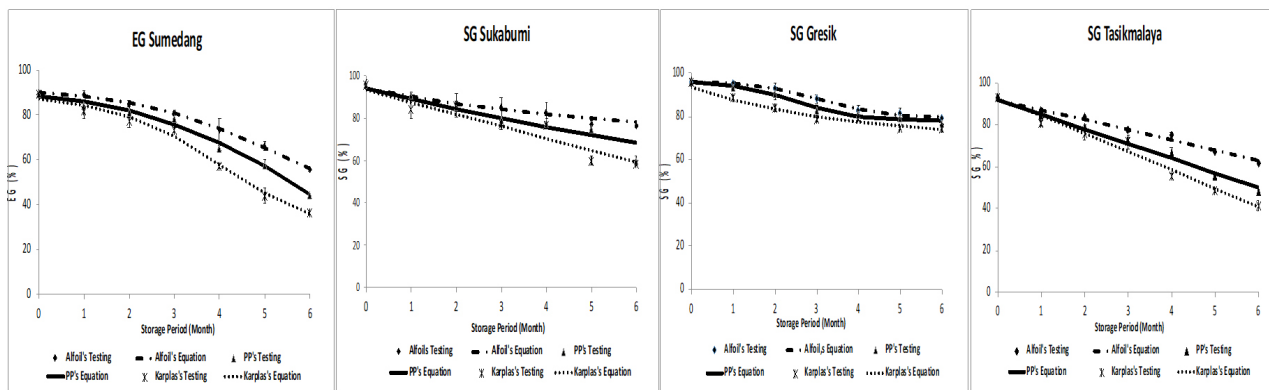 EG Sumedang
100
80
60
40
20
0
EG (%)
0 1 2 3 4 5 6
Storage Period (Month)
Alfoil's Testing Alfoil's Equation PP's Testing
PP's Equation Karplas's Testing Karplas's Equation
SG Sukabumi
100
80
60
40
20
0
SG (%)
0 1 2 3 4 5 6
Storage Period (Month)
Alfoil's Testing Alfoil's Equation PP's Testing
PP's Equation Karplas's Testing Karplas's Equation
SG Gresik
100
80
60
40
20
0
SG (%)
0 1 2 3 4 5 6
Storage Period (Month)
Alfoil's Testing Alfoil,s Equation PP's Testing
PP's Equation Karplas's Testing Karplas's Equation
SG Tasikmalaya
100
80
60
40
20
0
SG (%)
0 1 2 3 4 5 6
Storage Period (Month)
Alfoil's Testing Alfoil's Equation PP's Testing
PP's Equation Karplas's Testing Karplas's Equation